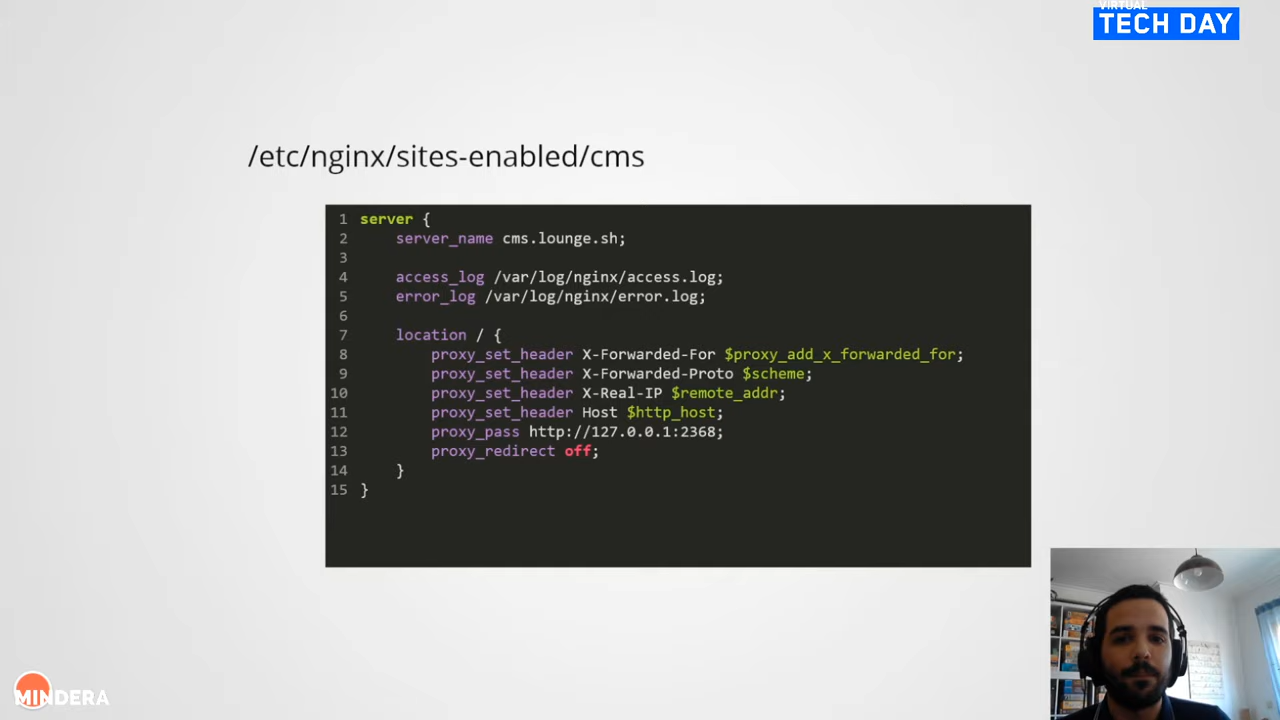 VIRTUAL
TECH DAY
/etc/nginx/sites-enabled/cms
1 server {
2     server_name cms.lounge.sh;
3
4     access_log /var/log/nginx/access.log;
5     error_log /var/log/nginx/error.log;
6
7     location / {
8         proxy_set_header X-Forwarded-For $proxy_add_x_forwarded_for;
9         proxy_set_header X-Forwarded-Proto $scheme;
10         proxy_set_header X-Real-IP $remote_addr;
11         proxy_set_header Host $http_host;
12         proxy_pass http://127.0.0.1:2368;
13         proxy_redirect off;
14     }
15 }
MINDERA